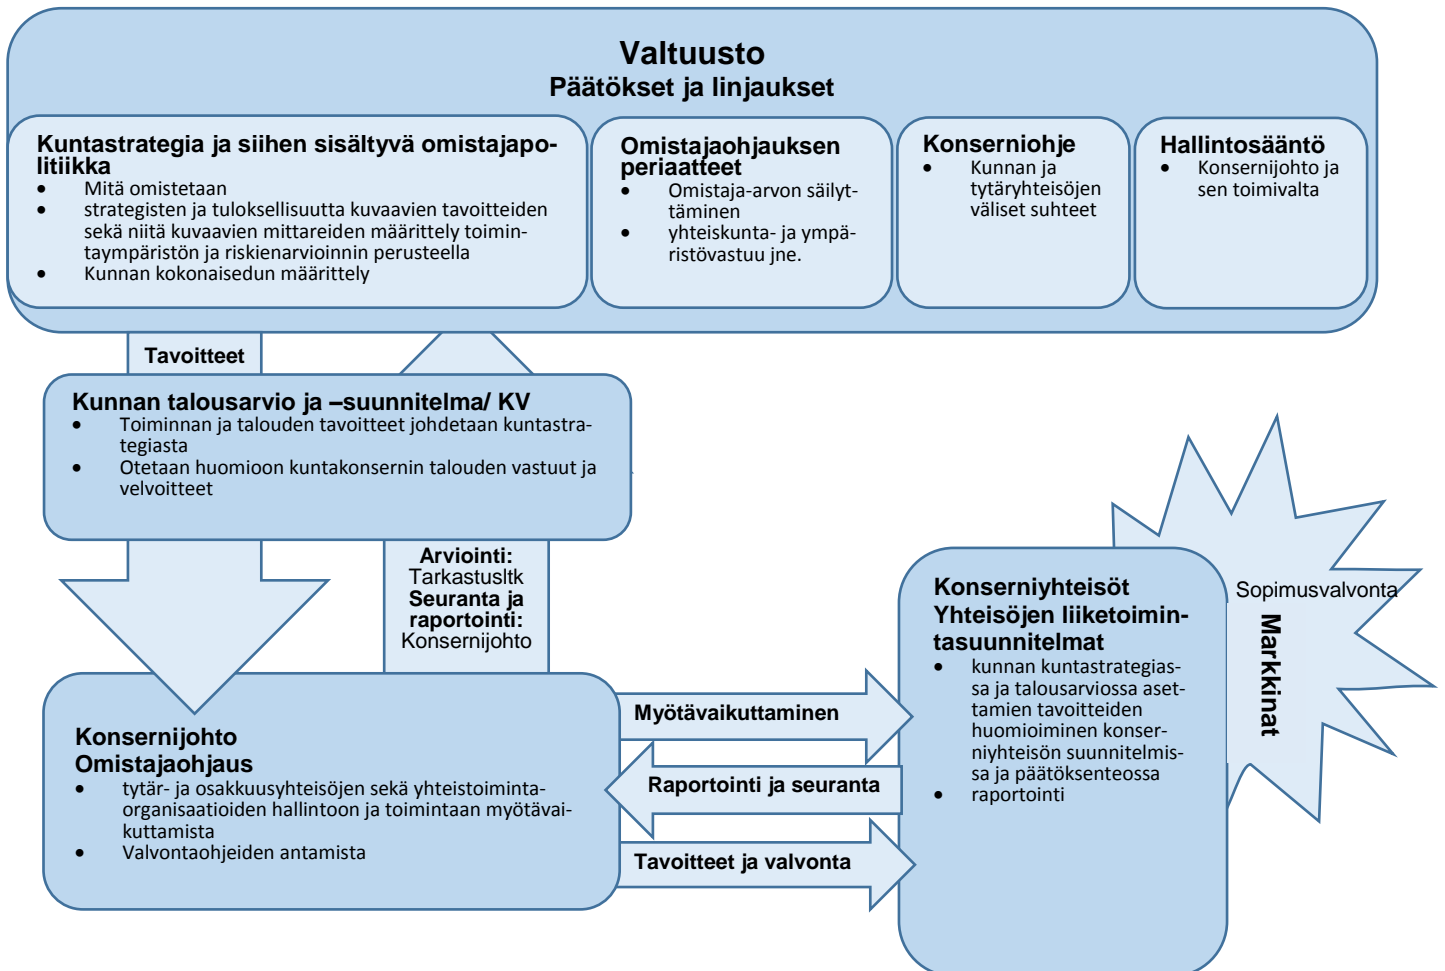 Valtuusto
Päätökset ja linjaukset
Kuntastrategia ja siihen sisältyvä omistajapo-
litiikka
• Mitä omistetaan
• strategisten ja tuloksellisuutta kuvaavien tavoitteiden
sekä niitä kuvaavien mittareiden määrittely toimin-
taympäristön ja riskienarvioinnin perusteella
• Kunnan kokonaisedun määrittely
Omistajaohjauksen
periaatteet
• Omistaja-arvon säilyt-
täminen
• yhteiskunta- ja ympä-
ristövastuu jne.
Konserniohje
• Kunnan ja
tytäryhteisöjen
väliset suhteet
Hallintosääntö
• Konsernijohto ja
sen toimivalta
Tavoitteet
Kunnan talousarvio ja –suunnitelma/ KV
• Toiminnan ja talouden tavoitteet johdetaan kuntastra-
tegiasta
• Otetaan huomioon kuntakonsernin talouden vastuut ja
velvoitteet
Arviointi:
Tarkastusltk
Seuranta ja
raportointi:
Konsernijohto
Konsernijohto
Omistajaohjaus
• tytär- ja osakkuusyhteisöjen sekä yhteistoiminta-
organisaatioiden hallintoon ja toimintaan myötävai-
kuttamista
• Valvontaohjeiden antamista
Myötävaikuttaminen
Raportointi ja seuranta
Tavoitteet ja valvonta
Konserniyhteisöt
Yhteisöjen liiketoimin-
tasuunnitelmat
• kunnan kuntastrategias-
sa ja talousarviossa aset-
tamien tavoitteiden
huomioiminen konser-
niyhteisön suunnitelmis-
sa ja päätöksenteossa
• raportointi
Sopimusvalvonta
Markkinat